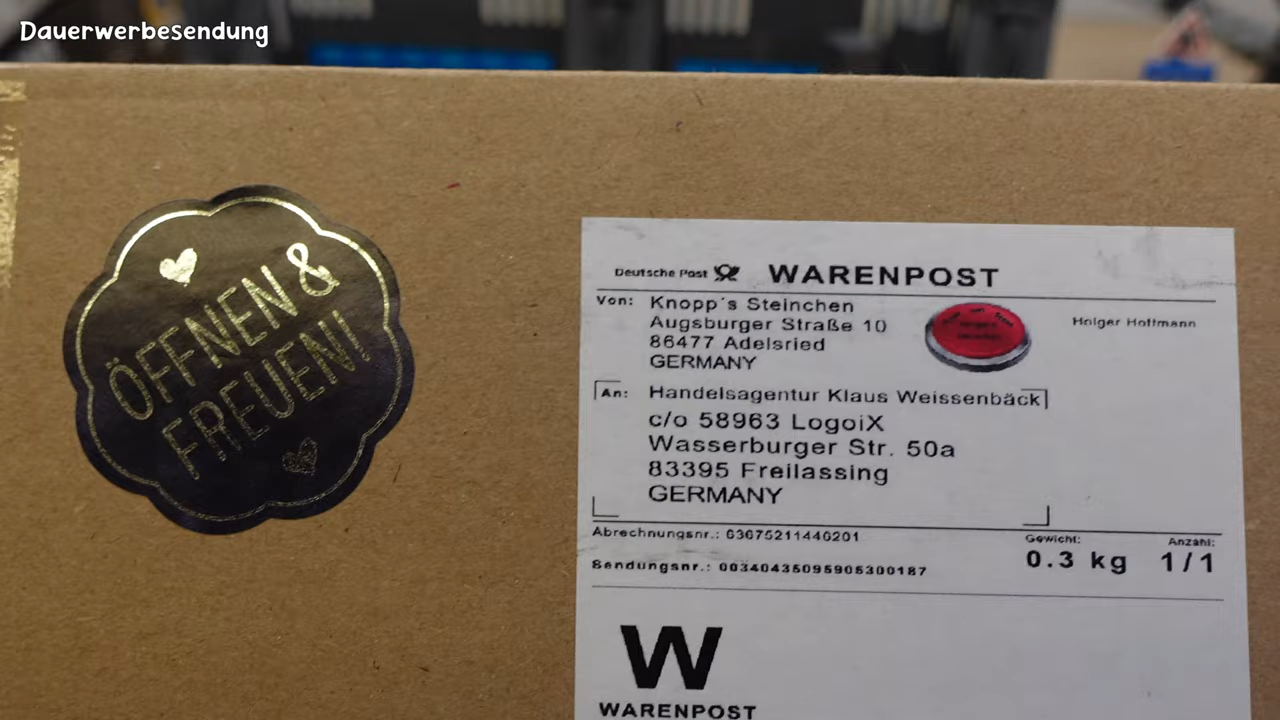 Dauerwerbesendung
ÖFFNEN &
FREUEN!
Deutsche Post WARENPOST
Von: Knopp´s Steinchen
Augsburger Straße 10
86477 Adelsried
GERMANY
Holger Hoffmann
An: Handelsagentur Klaus Weissenbäck
c/o 58963 LogoiX
Wasserburger Str. 50a
83395 Freilassing
GERMANY
Abrechnungsnr.: 63675211440201
Sendungsnr.: 00340435095905300187
Gewicht: Anzahl:
0.3 kg 1/1
W
WARENPOST